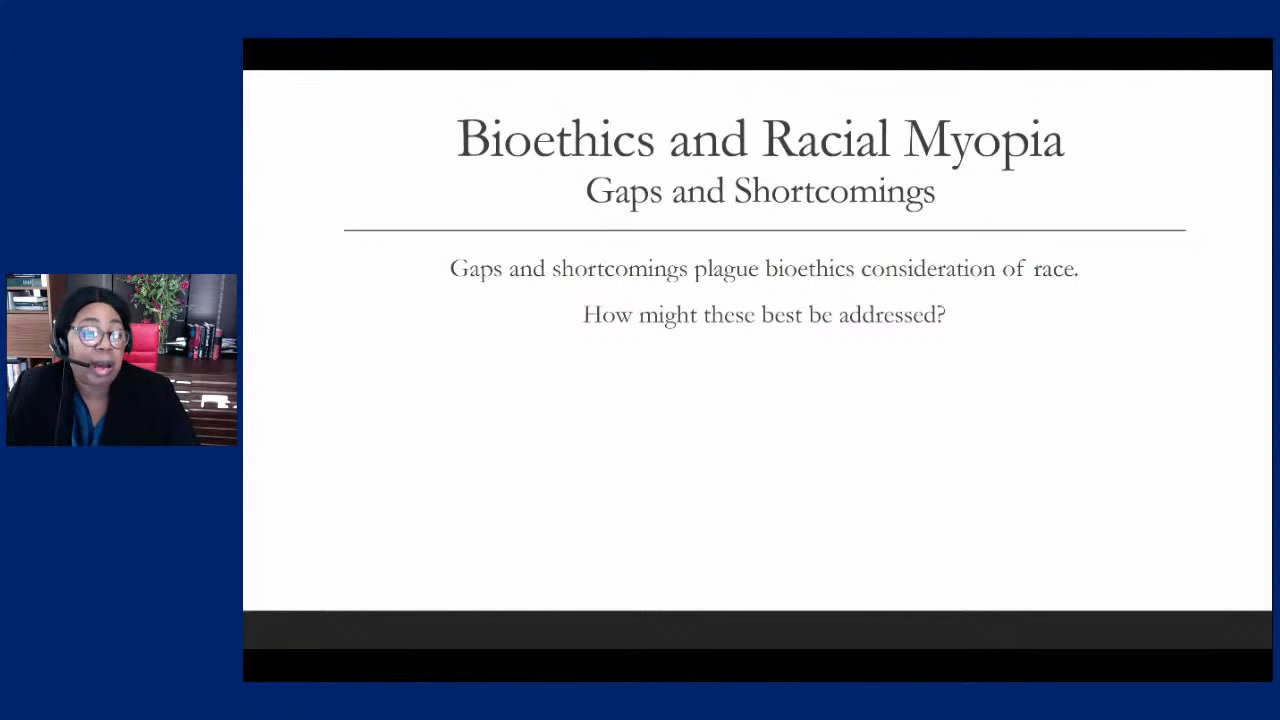 Bioethics and Racial Myopia
Gaps and Shortcomings
Gaps and shortcomings plague bioethics consideration of race.
How might these best be addressed?